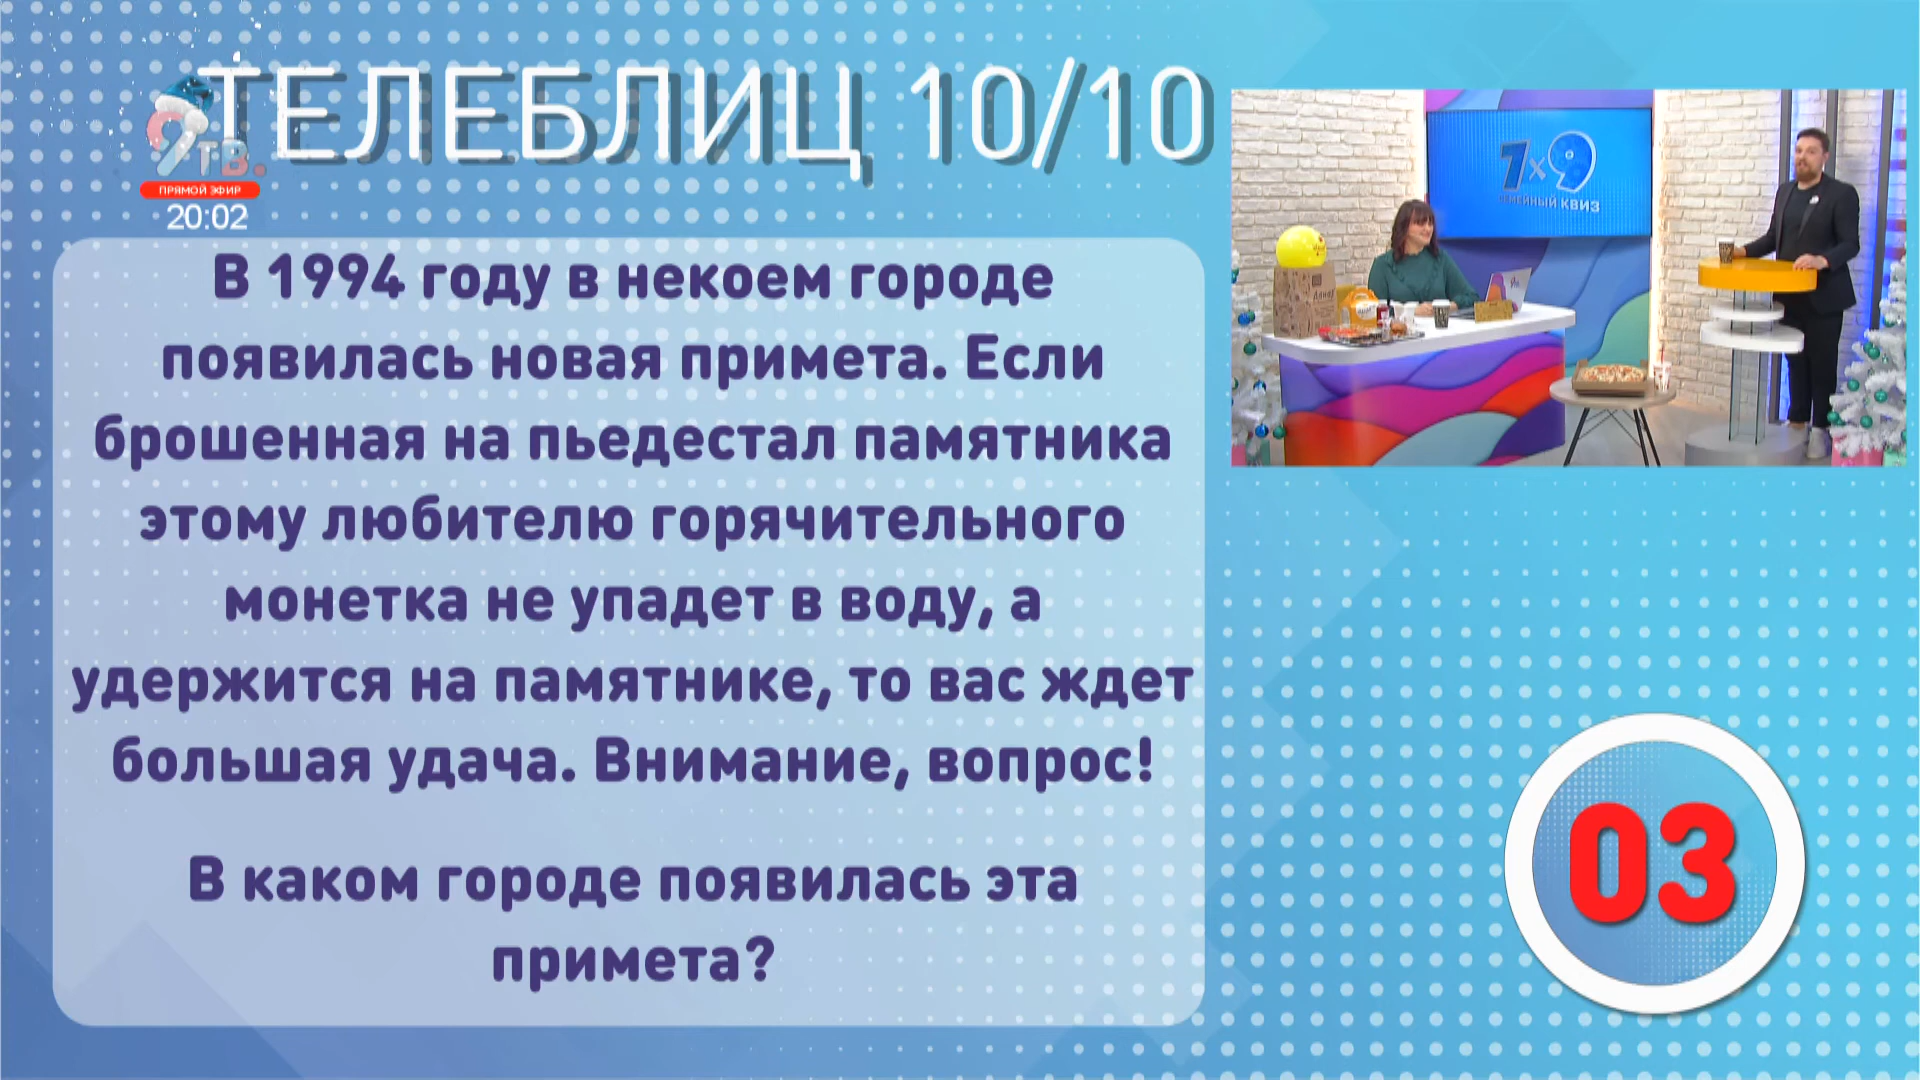 ТЕЛЕБЛИЦ 10/10
9ТВ.
ПРЯМОЙ ЭФИР
20:02
7х9
СЕМЕЙНЫЙ КВИЗ
В 1994 году в некоем городе
появилась новая примета. Если
брошенная на пьедестал памятника
этому любителю горячительного
монетка не упадет в воду, а
удержится на памятнике, то вас ждет
большая удача. Внимание, вопрос!
В каком городе появилась эта
примета?
03